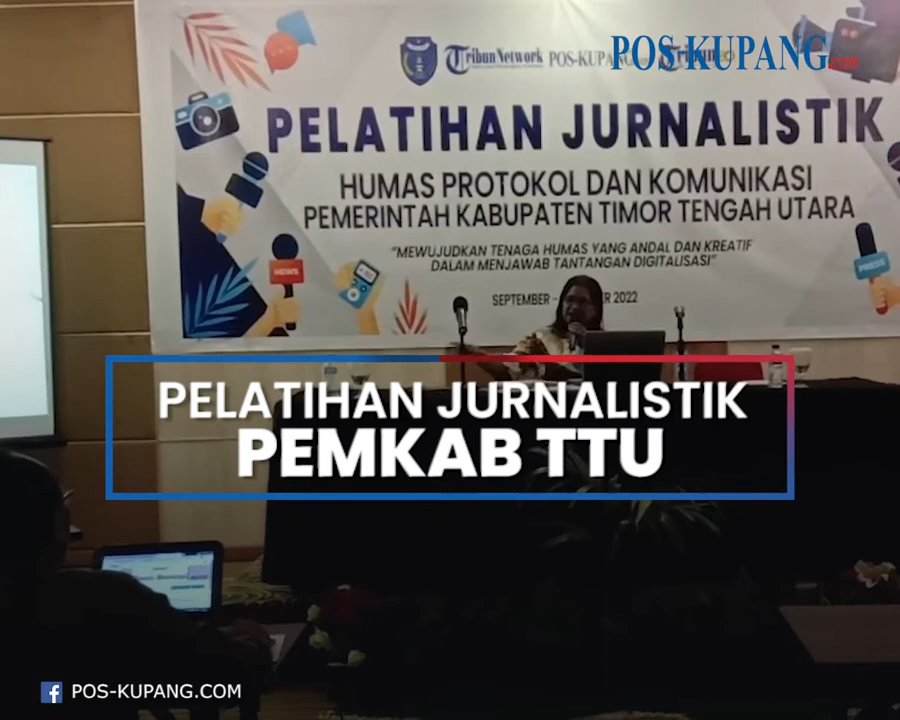 POS-KUPANG.com
Tribun Network POS-KUPANG
PELATIHAN JURNALISTIK
HUMAS PROTOKOL DAN KOMUNIKASI
PEMERINTAH KABUPATEN TIMOR TENGAH UTARA
"MEWUJUDKAN TENAGA HUMAS YANG ANDAL DAN KREATIF
DALAM MENJAWAB TANTANGAN DIGITALISASI"
NEWS
PRESS
SEPTEMBER - 2022
PELATIHAN JURNALISTIK
PEMKAB TTU
POS-KUPANG.COM